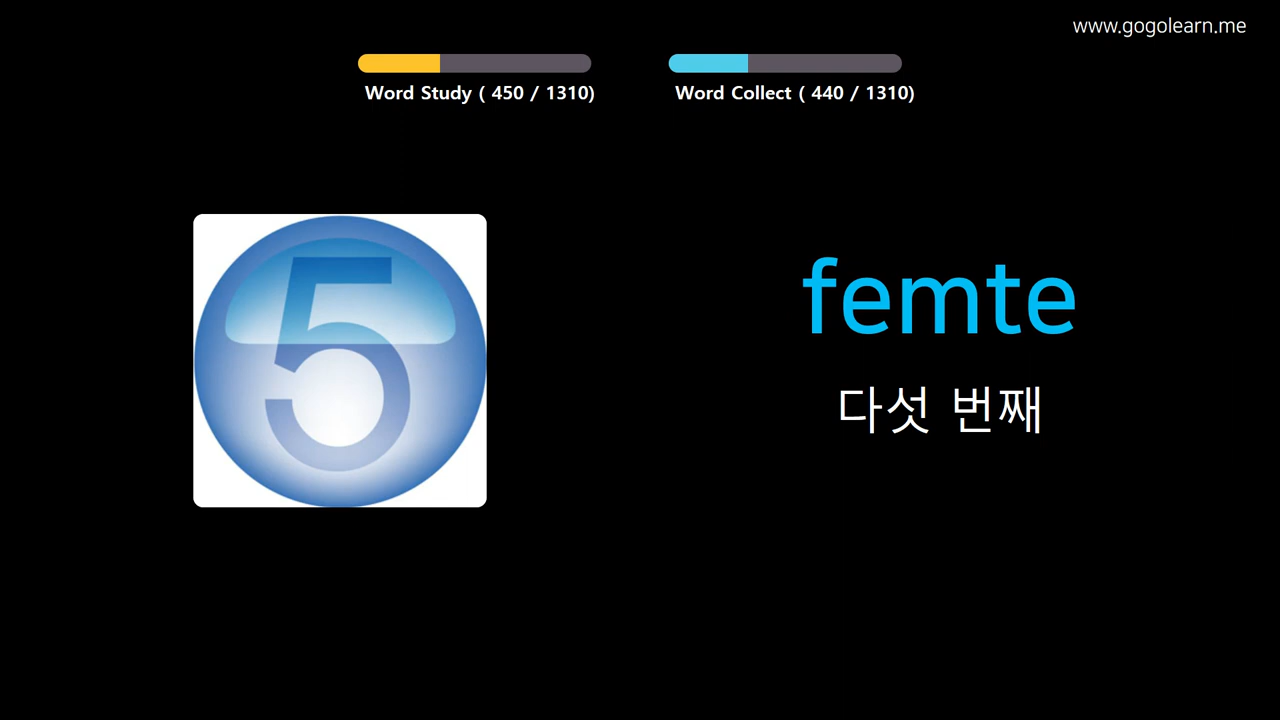 www.gogolearn.me
Word Study ( 450 / 1310)
Word Collect ( 440 / 1310)
5
femte
다섯 번째